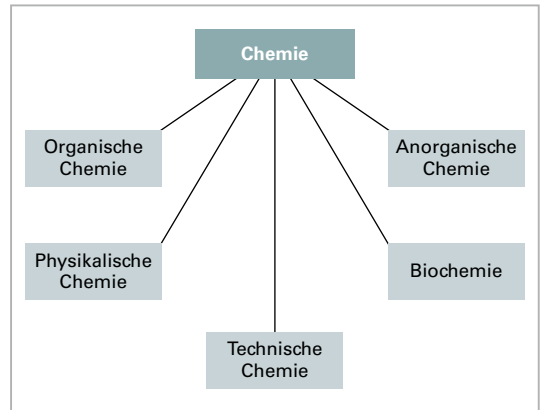 Chemie
Organische
Chemie
Anorganische
Chemie
Physikalische
Chemie
Biochemie
Technische
Chemie